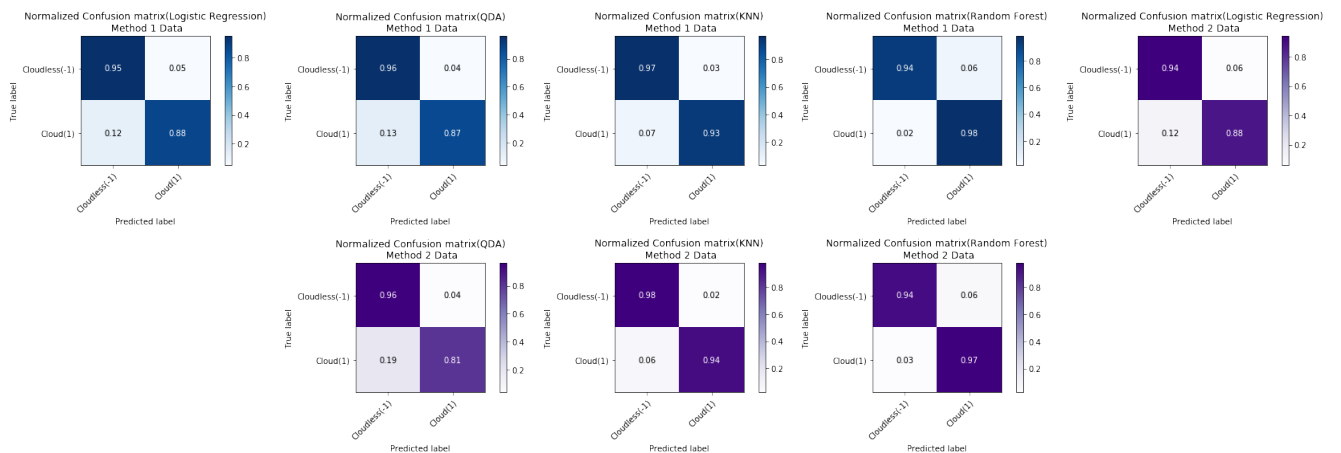 Normalized Confusion matrix(Logistic Regression)
Method 1 Data
True label
Cloudless(-1)
Cloud(1)
0.95
0.05
0.12
0.88
0.8
0.6
0.4
0.2
Cloudless(-1)
Cloud(1)
Predicted label
Normalized Confusion matrix(QDA)
Method 1 Data
True label
Cloudless(-1)
Cloud(1)
0.96
0.04
0.13
0.87
0.8
0.6
0.4
0.2
Cloudless(-1)
Cloud(1)
Predicted label
Normalized Confusion matrix(KNN)
Method 1 Data
True label
Cloudless(-1)
Cloud(1)
0.97
0.03
0.07
0.93
0.8
0.6
0.4
0.2
Cloudless(-1)
Cloud(1)
Predicted label
Normalized Confusion matrix(Random Forest)
Method 1 Data
True label
Cloudless(-1)
Cloud(1)
0.94
0.06
0.02
0.98
0.8
0.6
0.4
0.2
Cloudless(-1)
Cloud(1)
Predicted label
Normalized Confusion matrix(Logistic Regression)
Method 2 Data
True label
Cloudless(-1)
Cloud(1)
0.94
0.06
0.12
0.88
0.8
0.6
0.4
0.2
Cloudless(-1)
Cloud(1)
Predicted label
Normalized Confusion matrix(QDA)
Method 2 Data
True label
Cloudless(-1)
Cloud(1)
0.96
0.04
0.19
0.81
0.8
0.6
0.4
0.2
Cloudless(-1)
Cloud(1)
Predicted label
Normalized Confusion matrix(KNN)
Method 2 Data
True label
Cloudless(-1)
Cloud(1)
0.98
0.02
0.06
0.94
0.8
0.6
0.4
0.2
Cloudless(-1)
Cloud(1)
Predicted label
Normalized Confusion matrix(Random Forest)
Method 2 Data
True label
Cloudless(-1)
Cloud(1)
0.94
0.06
0.03
0.97
0.8
0.6
0.4
0.2
Cloudless(-1)
Cloud(1)
Predicted label